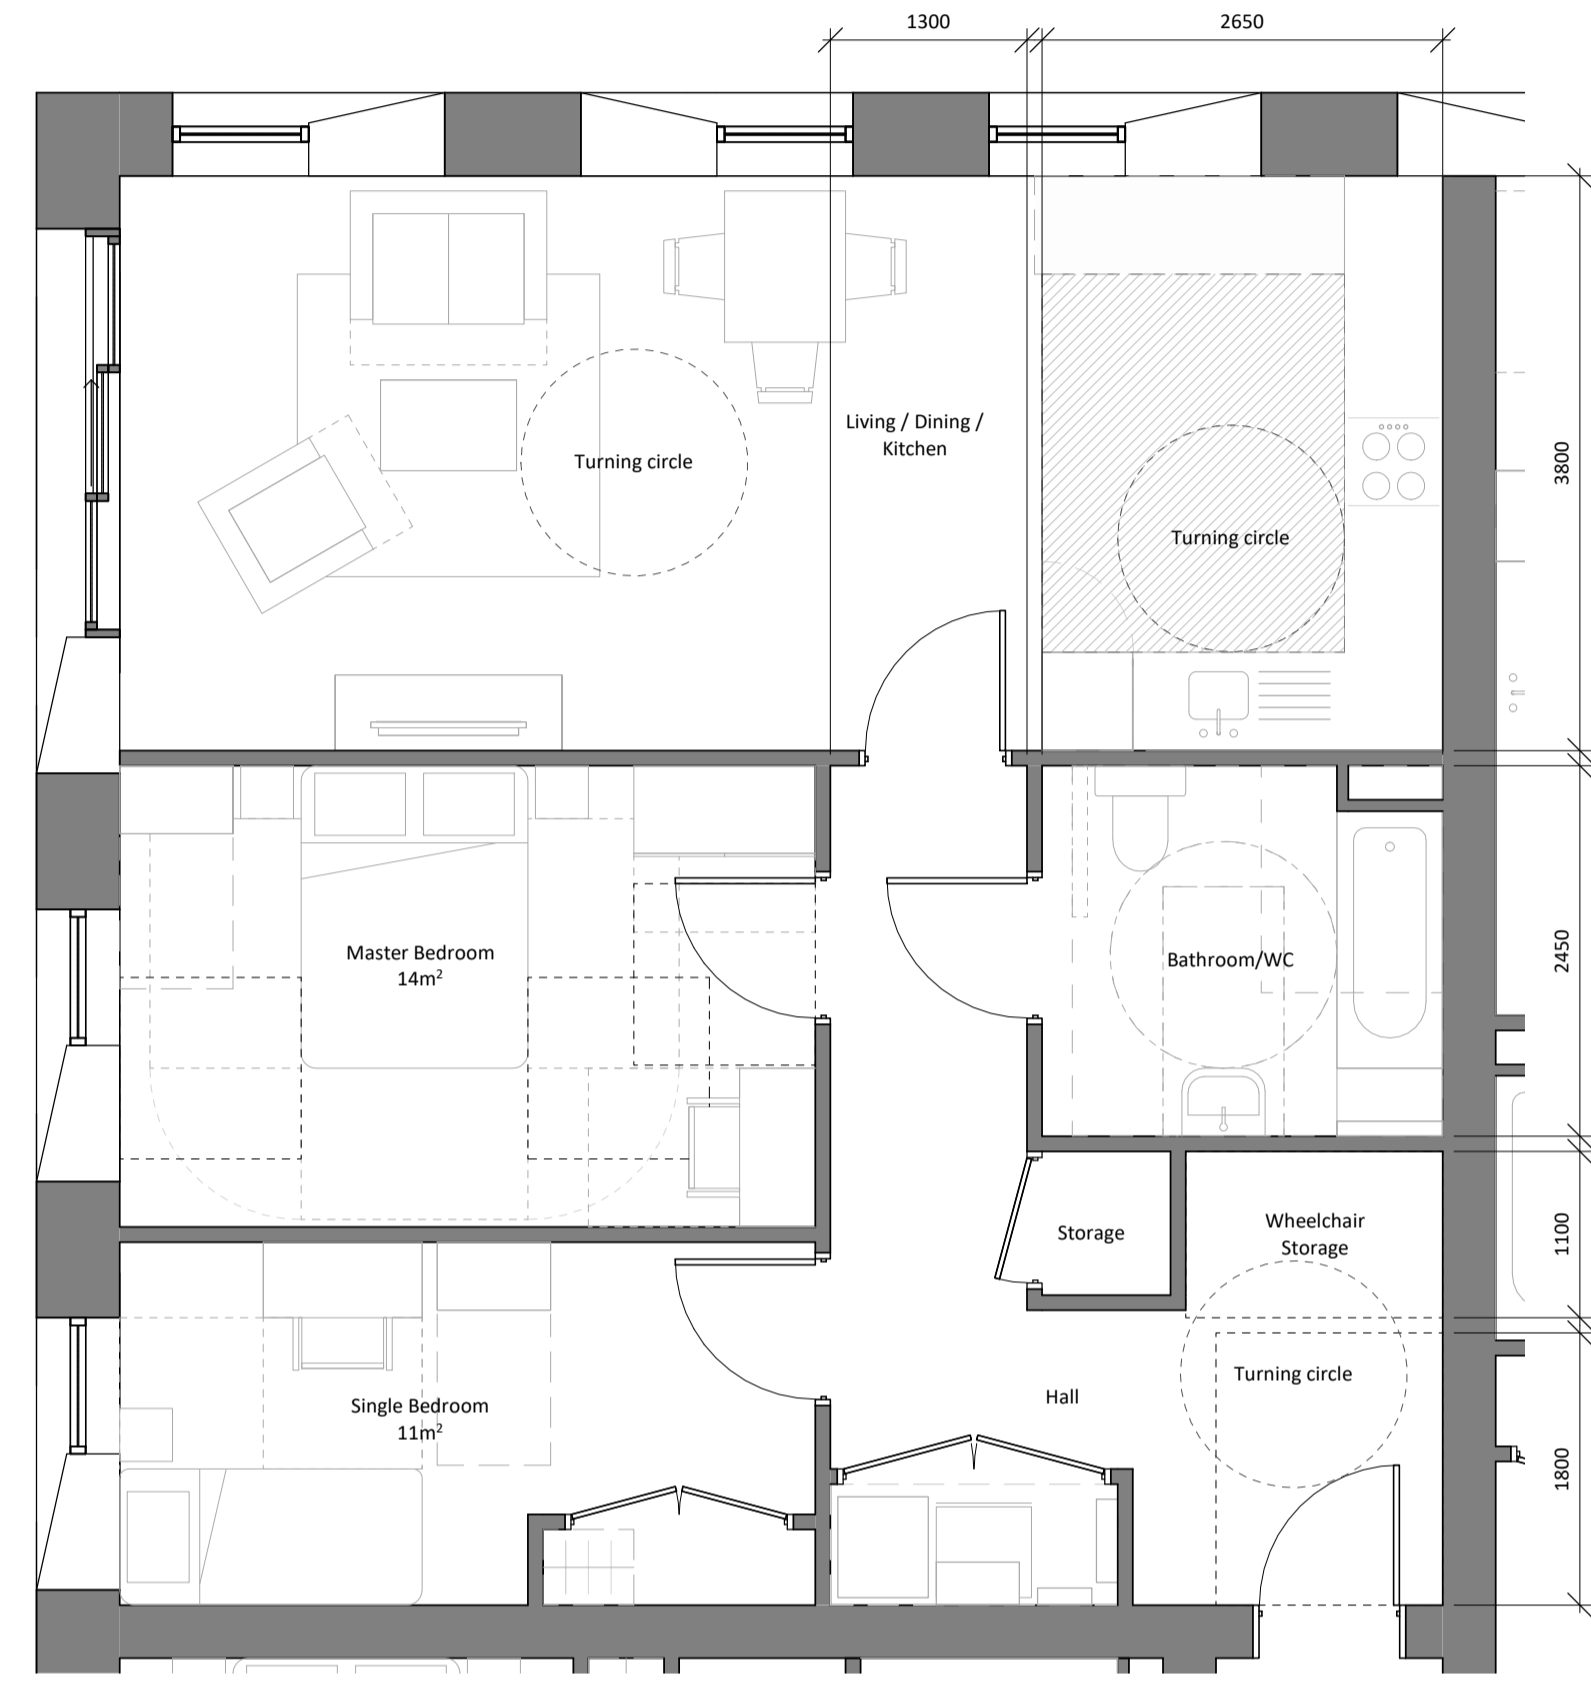 1300
2650
Living / Dining /
Kitchen
Turning circle
Turning circle
3800
Master Bedroom
14m²
Bathroom/WC
2450
Storage
Wheelchair
Storage
1100
Turning circle
Hall
Single Bedroom
11m²
1800